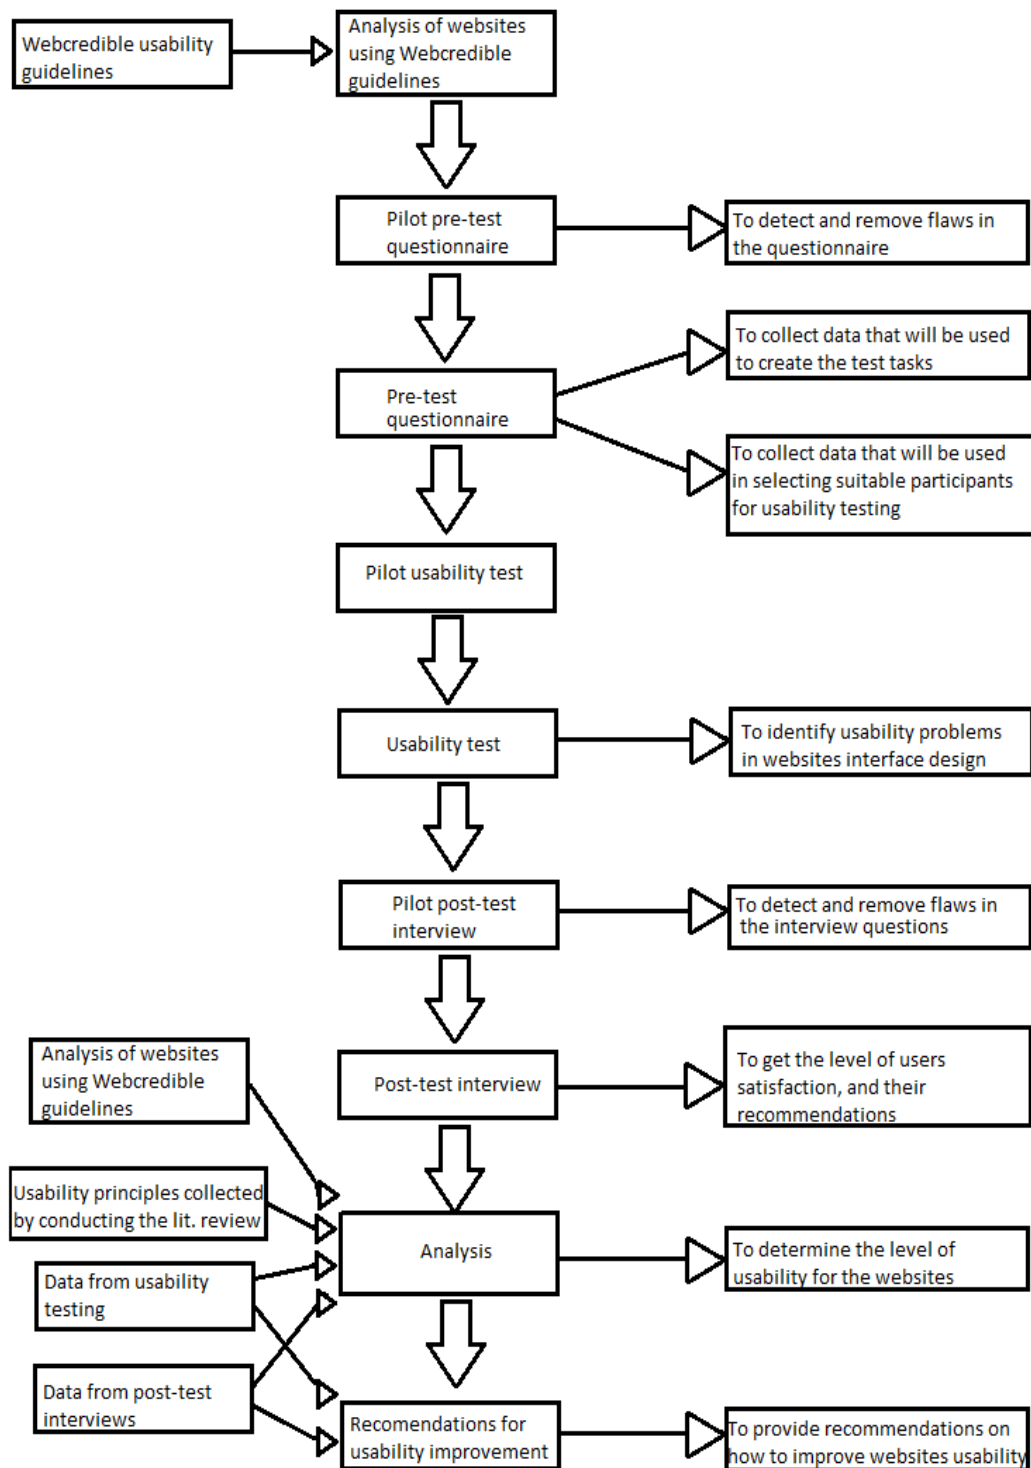 Webcredible usability
guidelines
Analysis of websites
using Webcredible
guidelines
Pilot pre-test
questionnaire
To detect and remove flaws in
the questionnaire
Pre-test
questionnaire
To collect data that will be used
to create the test tasks
To collect data that will be used
in selecting suitable participants
for usability testing
Pilot usability test
Usability test
To identify usability problems
in websites interface design
Pilot post-test
interview
To detect and remove flaws in
the interview questions
Analysis of websites
using Webcredible
guidelines
Post-test interview
To get the level of users
satisfaction, and their
recommendations
Usability principles collected
by conducting the lit. review
Analysis
To determine the level of
usability for the websites
Data from usability
testing
Data from post-test
interviews
Recomendations for
usability improvement
To provide recommendations on
how to improve websites usability